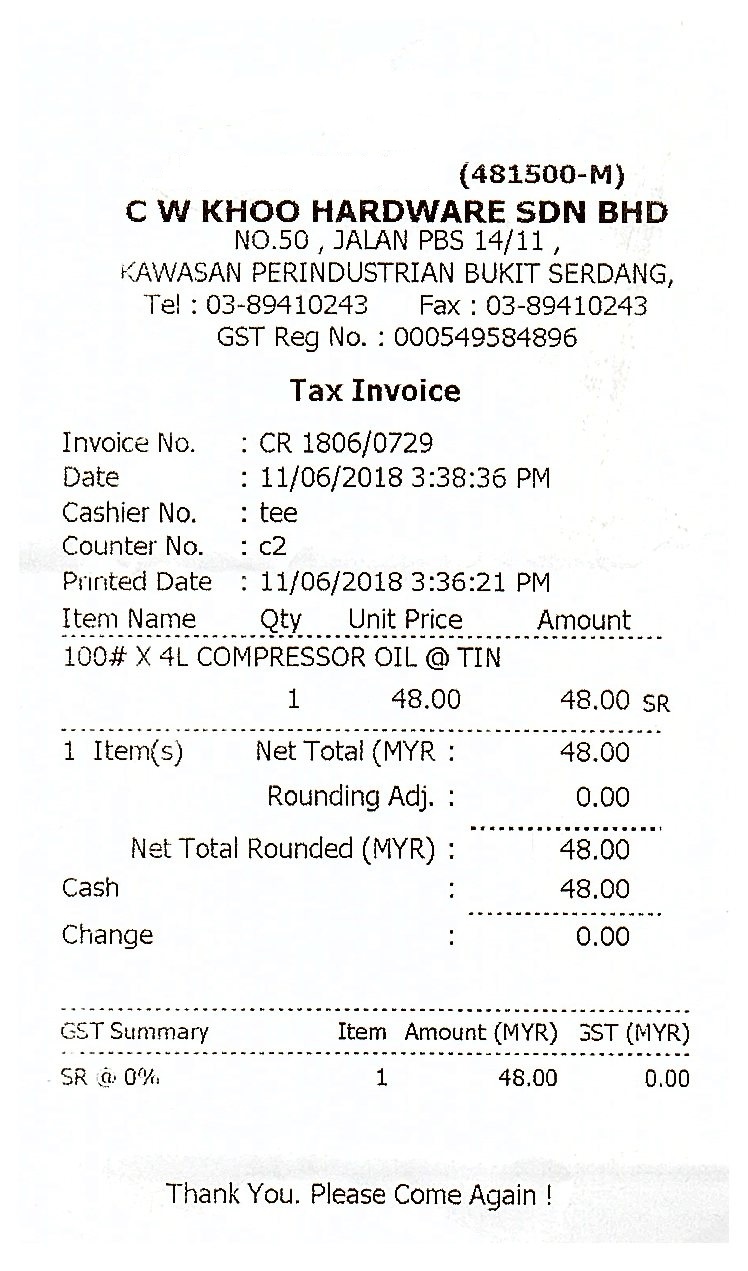 (481500-M)
C W KHOO HARDWARE SDN BHD
NO.50 , JALAN PBS 14/11 ,
KAWASAN PERINDUSTRIAN BUKIT SERDANG,
Tel : 03-89410243 Fax : 03-89410243
GST Reg No. : 000549584896
Tax Invoice
Invoice No. : CR 1806/0729
Date : 11/06/2018 3:38:36 PM
Cashier No. : tee
Counter No. : c2
Printed Date : 11/06/2018 3:36:21 PM
Item Name Qty Unit Price Amount
100# X 4L COMPRESSOR OIL @ TIN
1 48.00 48.00 SR
1 Item(s) Net Total (MYR : 48.00
Rounding Adj. : 0.00
Net Total Rounded (MYR) : 48.00
Cash : 48.00
Change : 0.00
GST Summary Item Amount (MYR) GST (MYR)
SR @ 0% 1 48.00 0.00
Thank You. Please Come Again !